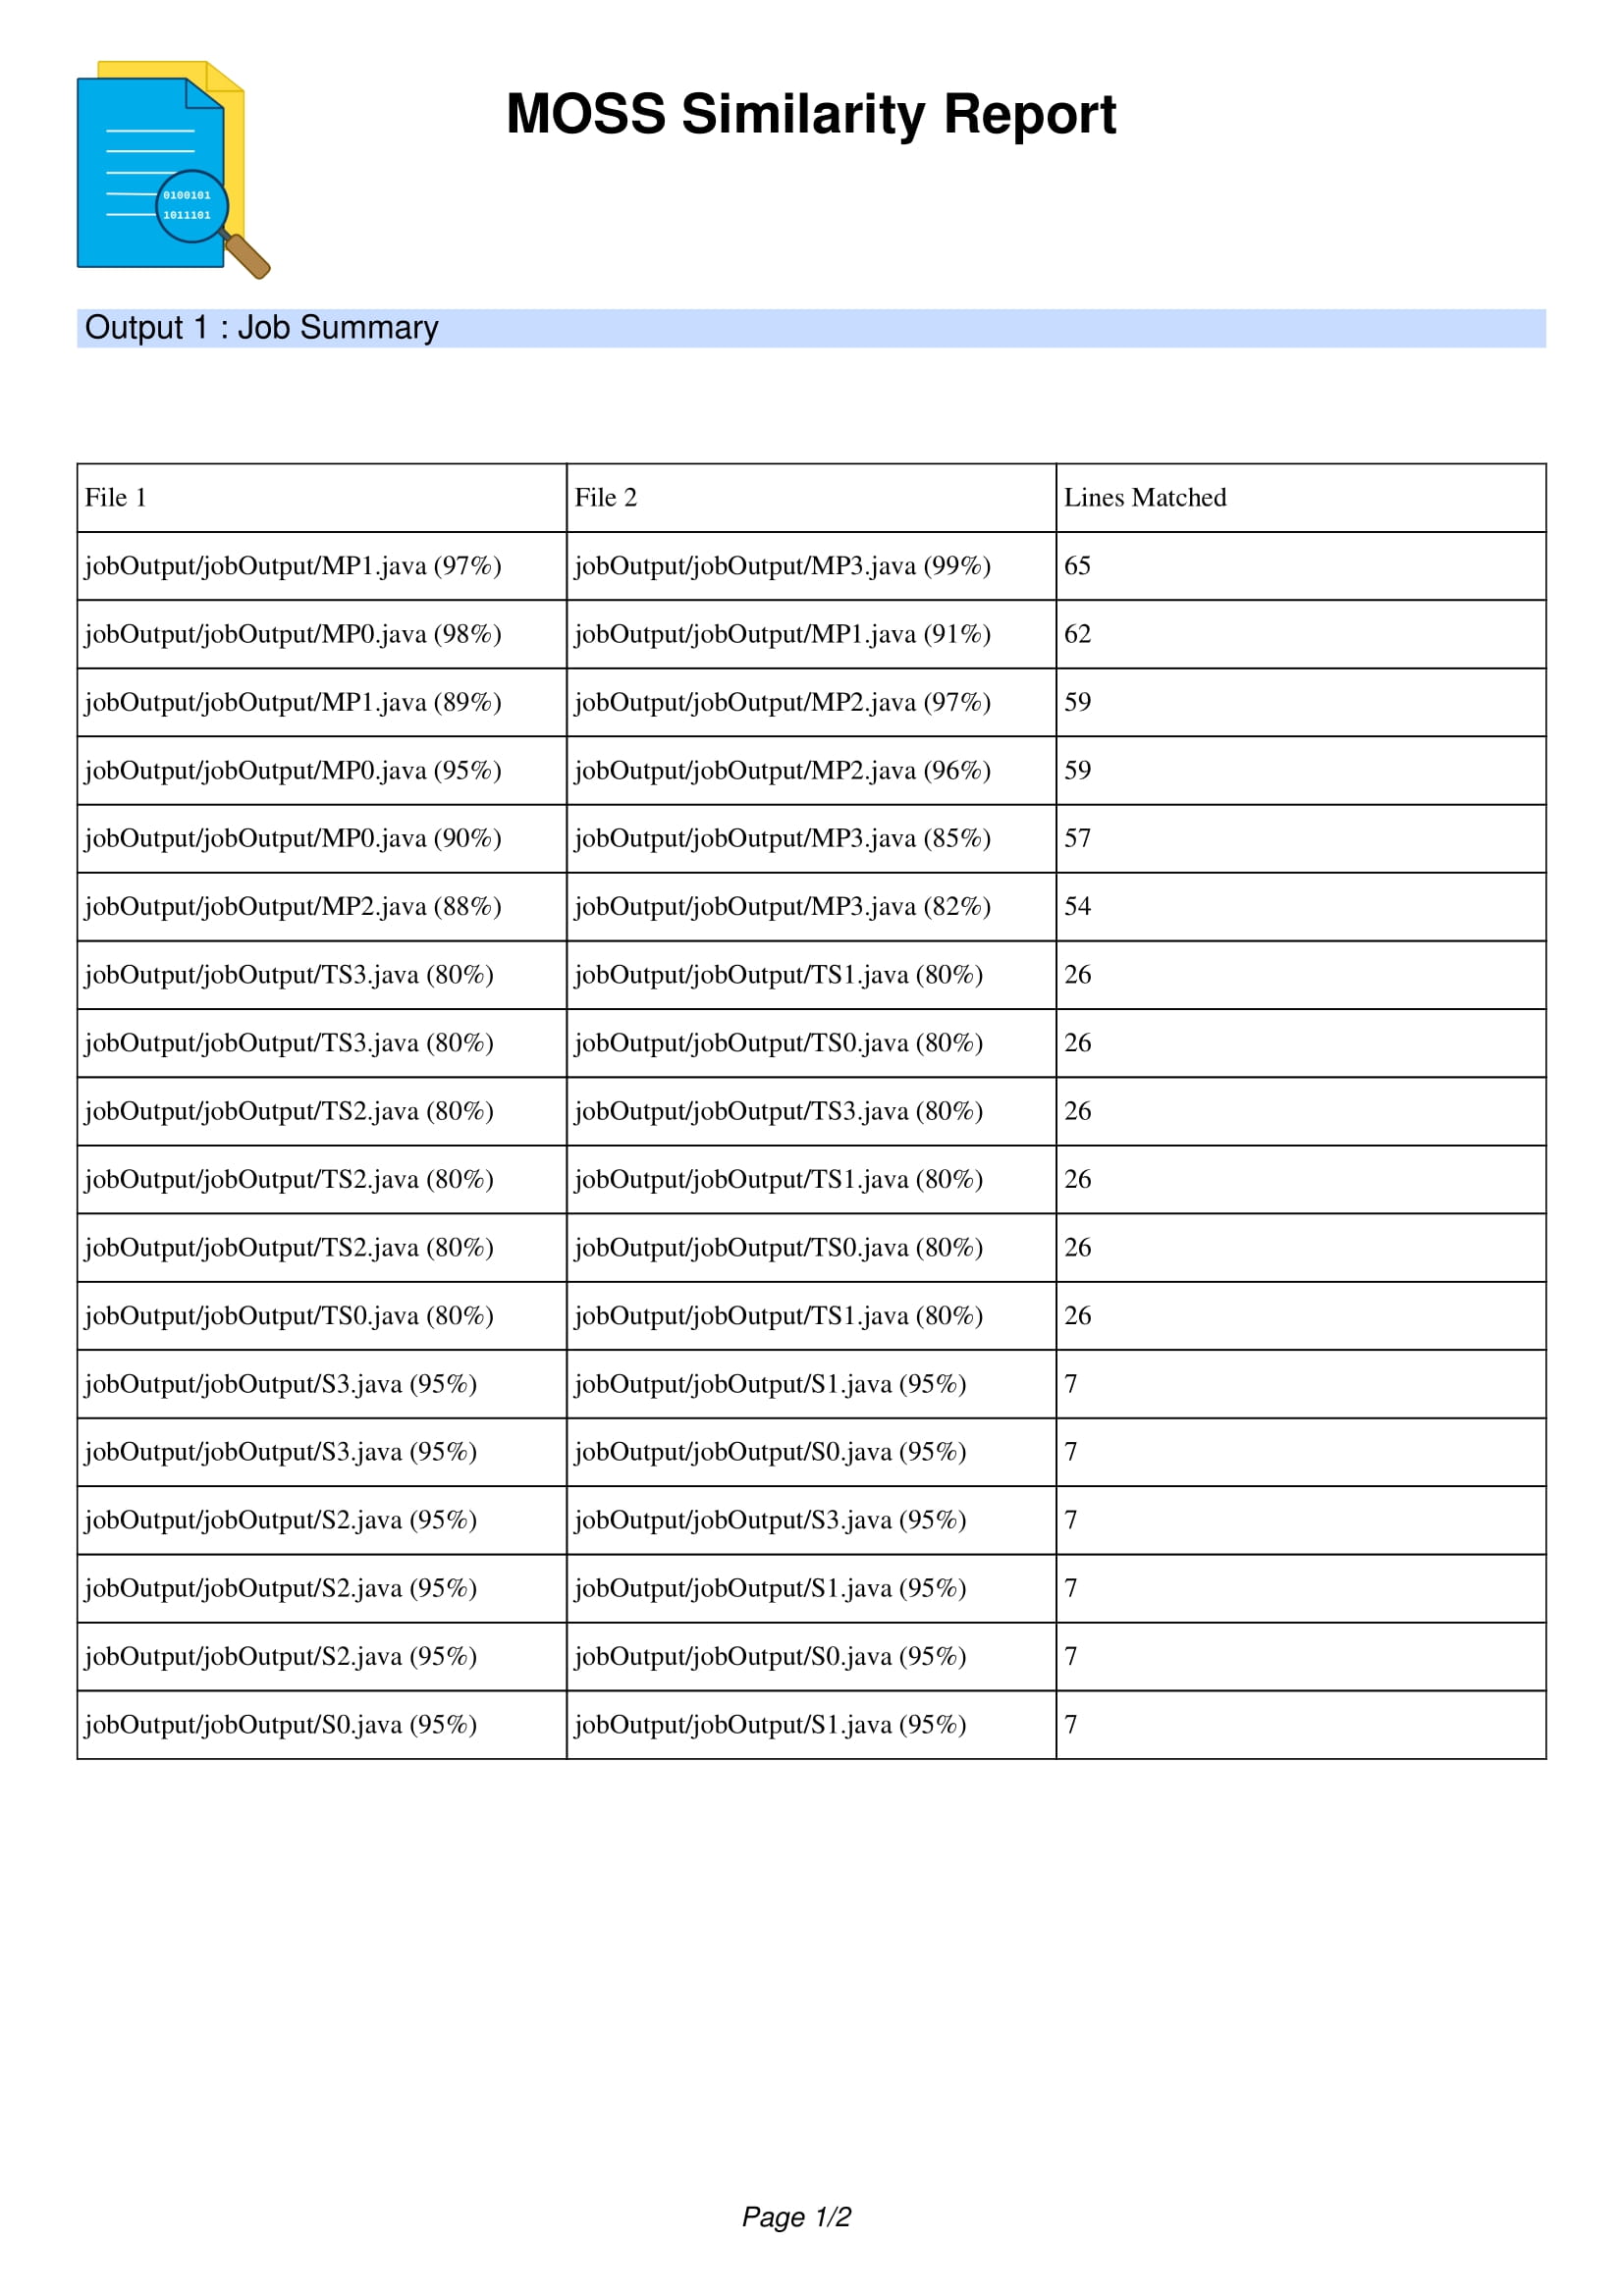 MOSS Similarity Report
0100101
1011101
Output 1 : Job Summary
File 1 File 2 Lines Matched
jobOutput/jobOutput/MP1.java (97%) jobOutput/jobOutput/MP3.java (99%) 65
jobOutput/jobOutput/MP0.java (98%) jobOutput/jobOutput/MP1.java (91%) 62
jobOutput/jobOutput/MP1.java (89%) jobOutput/jobOutput/MP2.java (97%) 59
jobOutput/jobOutput/MP0.java (95%) jobOutput/jobOutput/MP2.java (96%) 59
jobOutput/jobOutput/MP0.java (90%) jobOutput/jobOutput/MP3.java (85%) 57
jobOutput/jobOutput/MP2.java (88%) jobOutput/jobOutput/MP3.java (82%) 54
jobOutput/jobOutput/TS3.java (80%) jobOutput/jobOutput/TS1.java (80%) 26
jobOutput/jobOutput/TS3.java (80%) jobOutput/jobOutput/TS0.java (80%) 26
jobOutput/jobOutput/TS2.java (80%) jobOutput/jobOutput/TS3.java (80%) 26
jobOutput/jobOutput/TS2.java (80%) jobOutput/jobOutput/TS1.java (80%) 26
jobOutput/jobOutput/TS2.java (80%) jobOutput/jobOutput/TS0.java (80%) 26
jobOutput/jobOutput/TS0.java (80%) jobOutput/jobOutput/TS1.java (80%) 26
jobOutput/jobOutput/S3.java (95%) jobOutput/jobOutput/S1.java (95%) 7
jobOutput/jobOutput/S3.java (95%) jobOutput/jobOutput/S0.java (95%) 7
jobOutput/jobOutput/S2.java (95%) jobOutput/jobOutput/S3.java (95%) 7
jobOutput/jobOutput/S2.java (95%) jobOutput/jobOutput/S1.java (95%) 7
jobOutput/jobOutput/S2.java (95%) jobOutput/jobOutput/S0.java (95%) 7
jobOutput/jobOutput/S0.java (95%) jobOutput/jobOutput/S1.java (95%) 7
Page 1/2